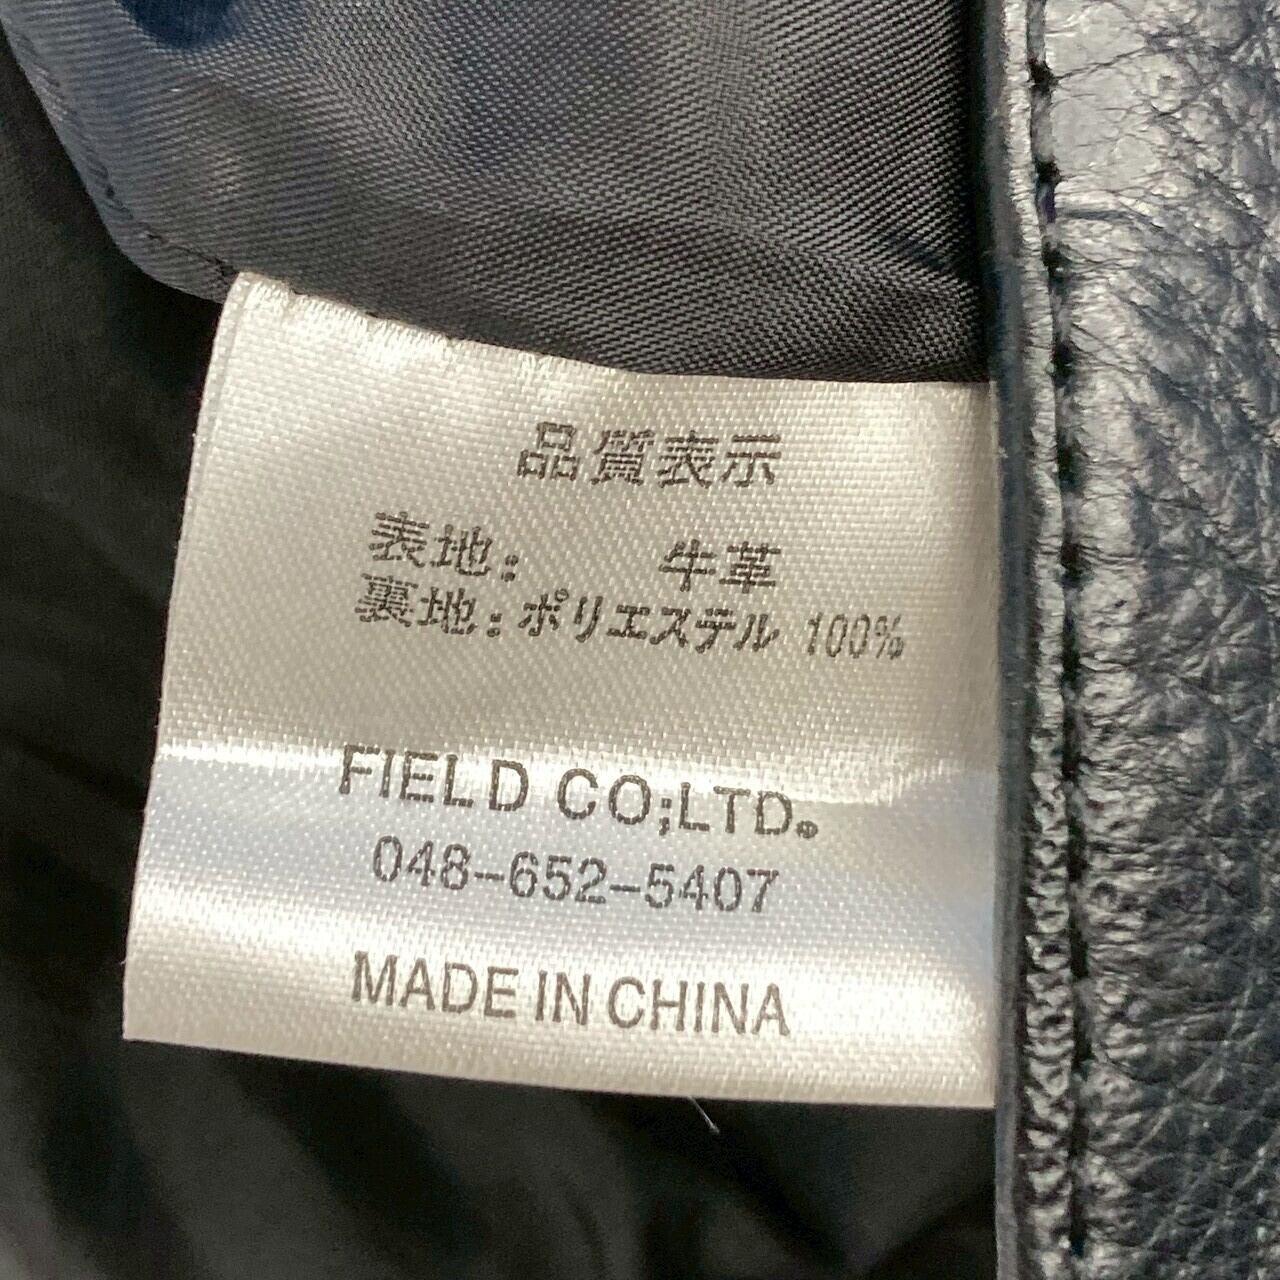 品質表示
表地: 牛革
裏地:ポリエステル 100%
FIELD CO;LTD.
048-652-5407
MADE IN CHINA